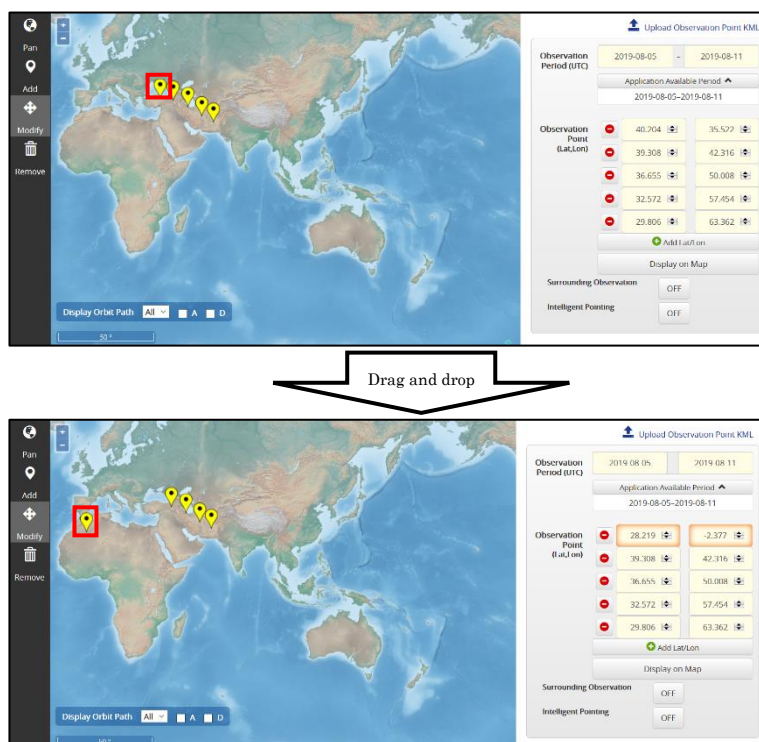 Upload Observation Point KML
Pan
Add
Modify
Remove
Observation Period (UTC)
2019-08-05 - 2019-08-11
Application Available Period
2019-08-05–2019-08-11
Observation Point (Lat,Lon)
40.204 35.522
39.308 42.316
36.655 50.008
32.572 57.454
29.806 63.362
Add Lat/Lon
Display on Map
Surrounding Observation OFF
Intelligent Pointing OFF
Display Orbit Path All A D
50 °
Drag and drop
Upload Observation Point KML
Pan
Add
Modify
Remove
Observation Period (UTC)
2019-08-05 2019-08-11
Application Available Period
2019-08-05–2019-08-11
Observation Point (Lat,Lon)
28.219 -2.377
39.308 42.316
36.655 50.008
32.572 57.454
29.806 63.362
Add Lat/Lon
Display on Map
Surrounding Observation OFF
Intelligent Pointing OFF
Display Orbit Path All A D
50 °